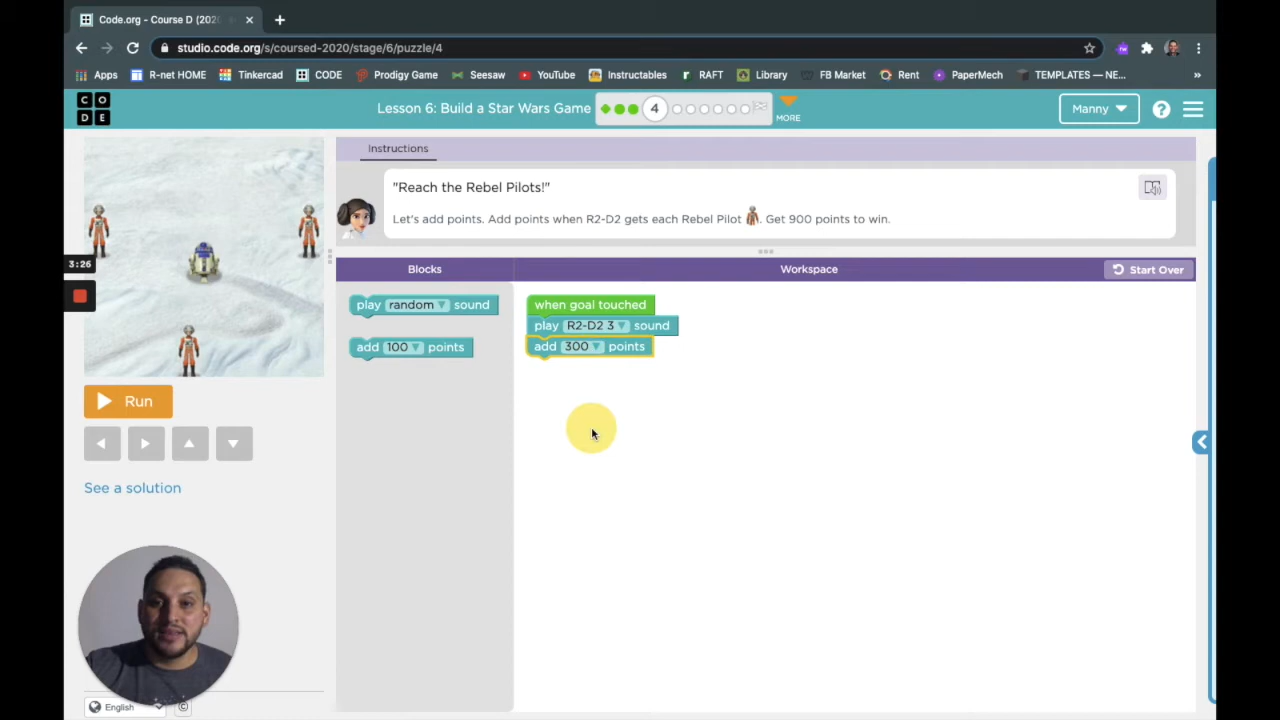 Code.org - Course D (202
studio.code.org/s/coursed-2020/stage/6/puzzle/4
Apps R-net HOME Tinkercad CODE Prodigy Game Seesaw YouTube Instructables RAFT Library FB Market Rent PaperMech TEMPLATES — NE... »
C O D E
Lesson 6: Build a Star Wars Game 4 MORE Manny ?
Instructions
"Reach the Rebel Pilots!"
Let's add points. Add points when R2-D2 gets each Rebel Pilot . Get 900 points to win.
3:26
Blocks Workspace Start Over
play random sound
add 100 points
when goal touched
play R2-D2 3 sound
add 300 points
Run
See a solution
English ©